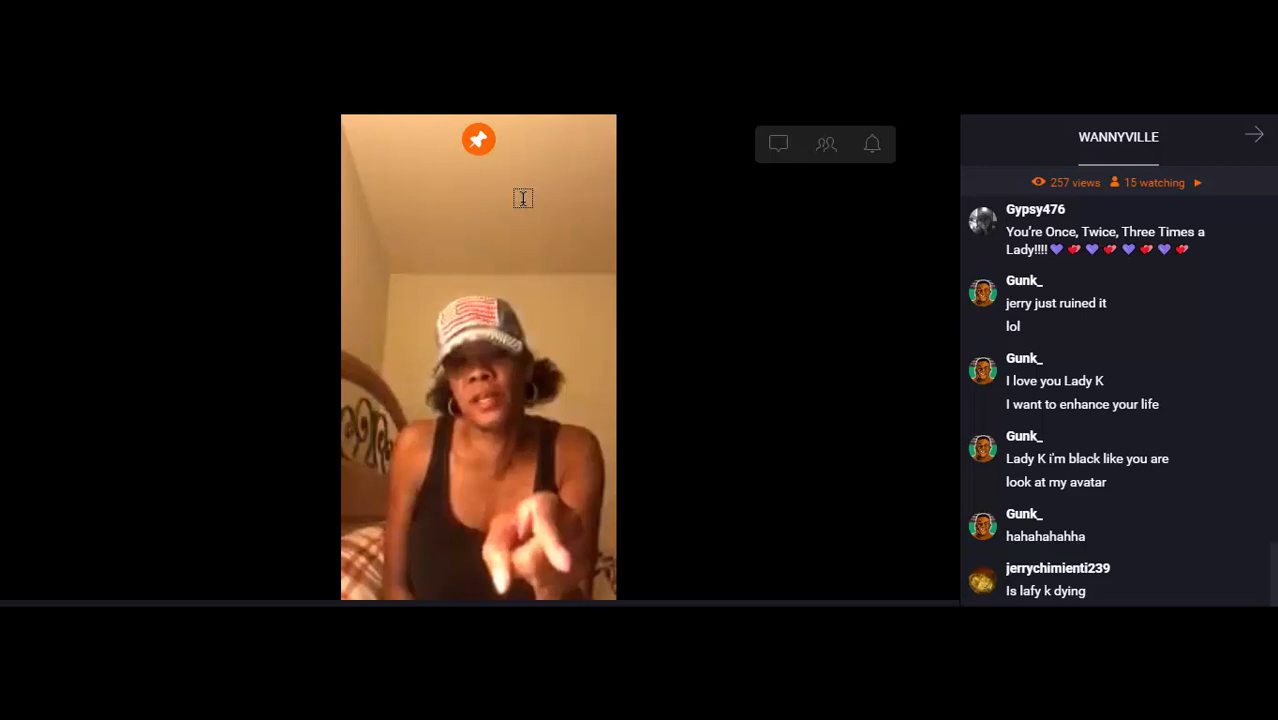 WANNYVILLE
257 views 15 watching
Gypsy476
You're Once, Twice, Three Times a
Lady!!!!💜💕💜💕💜💕💜💕
Gunk_
jerry just ruined it
lol
Gunk_
I love you Lady K
I want to enhance your life
Gunk_
Lady K i'm black like you are
look at my avatar
Gunk_
hahahahahha
jerrychimienti239
Is lafy k dying